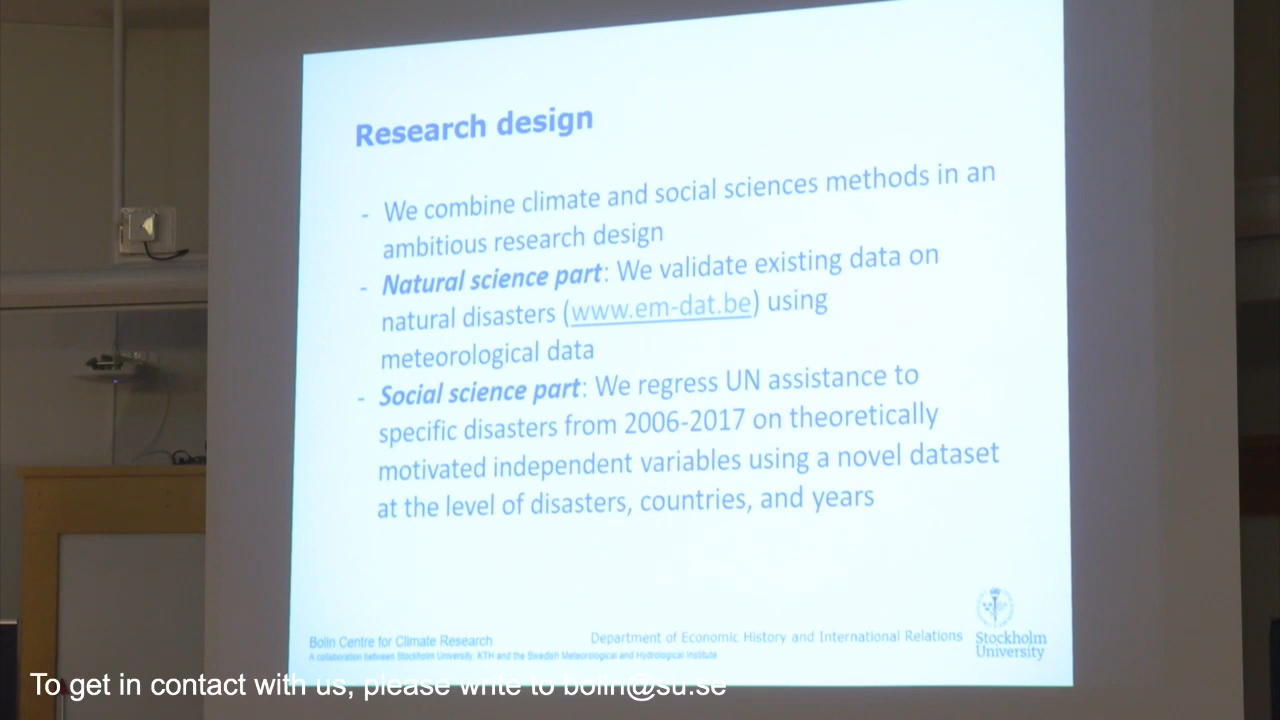 Research design
- We combine climate and social sciences methods in an
ambitious research design
- Natural science part: We validate existing data on
natural disasters (www.em-dat.be) using
meteorological data
- Social science part: We regress UN assistance to
specific disasters from 2006-2017 on theoretically
motivated independent variables using a novel dataset
at the level of disasters, countries, and years
Bolin Centre for Climate Research
A collaboration between Stockholm University, KTH and the Swedish Meteorological and Hydrological Institute
Department of Economic History and International Relations
Stockholm
University
To get in contact with us, please write to bolin@su.se